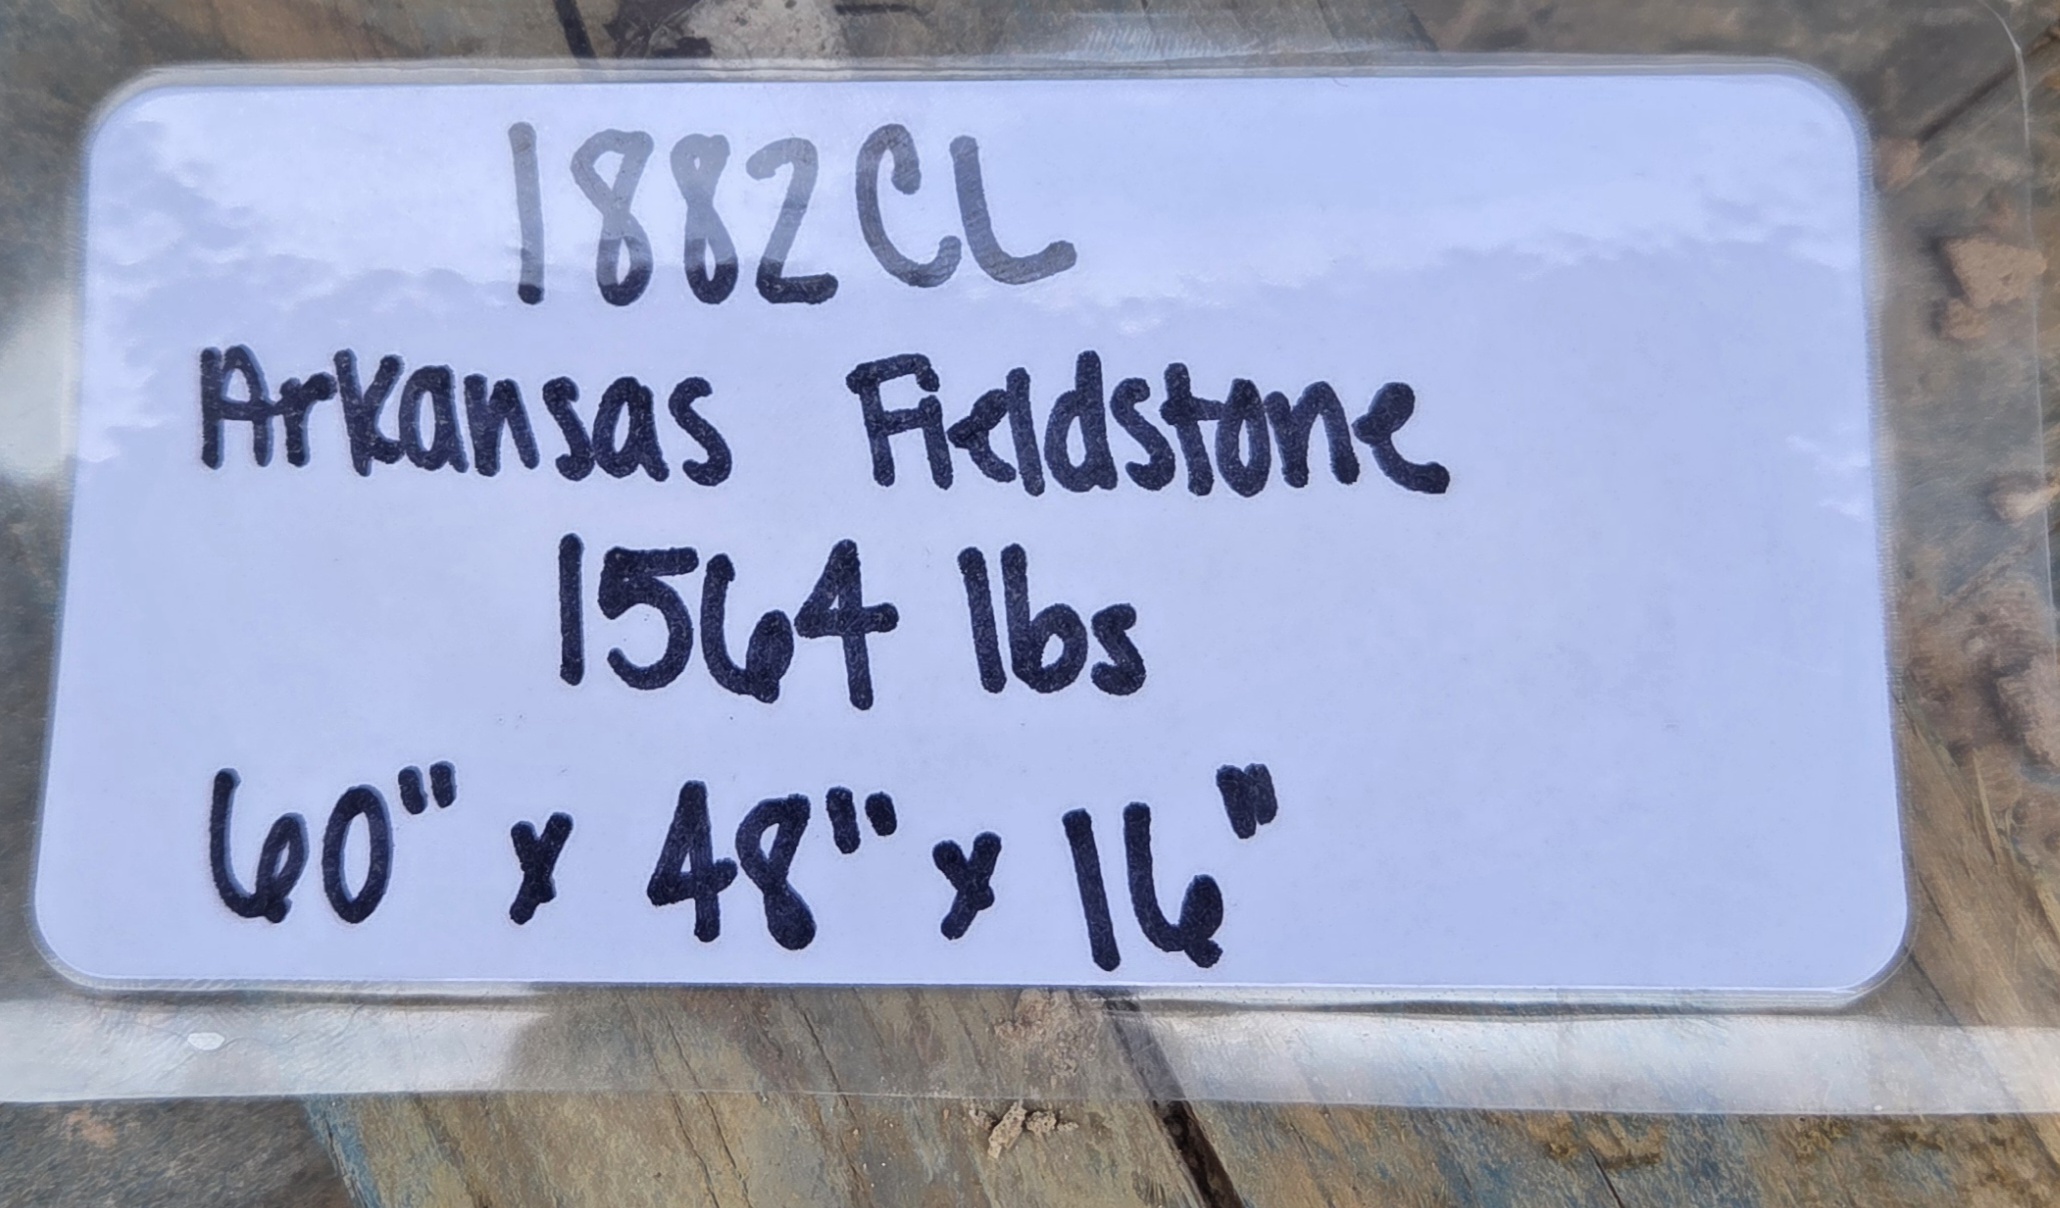 1882CL
Arkansas Fieldstone
1564 lbs
60" x 48" x 16"